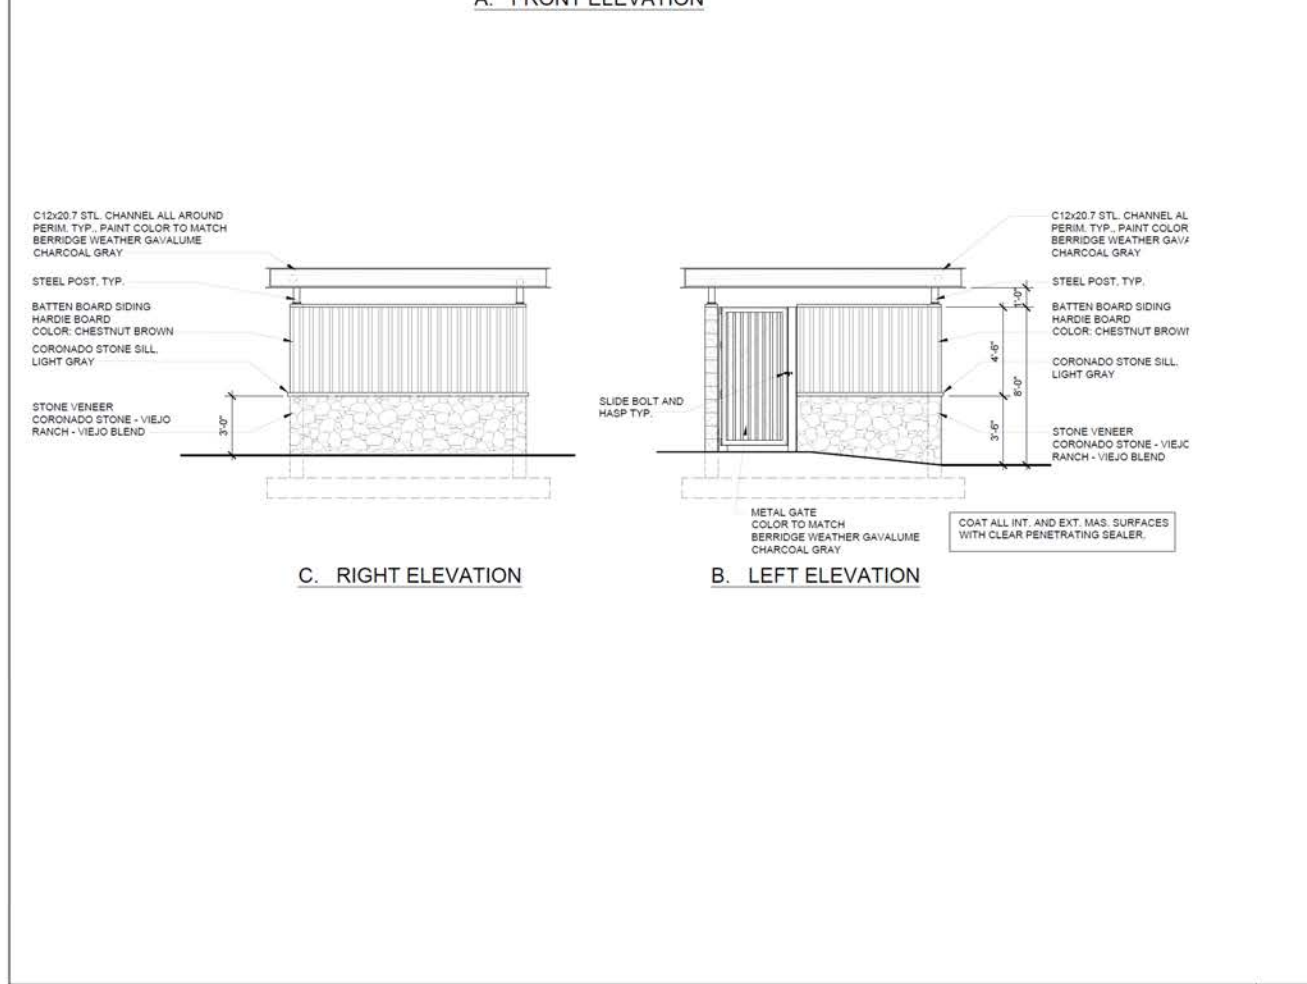 A. FRONT ELEVATION
C12x20.7 STL. CHANNEL ALL AROUND
PERIM. TYP., PAINT COLOR TO MATCH
BERRIDGE WEATHER GAVALUME
CHARCOAL GRAY
STEEL POST, TYP.
BATTEN BOARD SIDING
HARDIE BOARD
COLOR: CHESTNUT BROWN
CORONADO STONE SILL,
LIGHT GRAY
STONE VENEER
CORONADO STONE - VIEJO
RANCH - VIEJO BLEND
3'-0"
C. RIGHT ELEVATION
C12x20.7 STL. CHANNEL AL
PERIM. TYP., PAINT COLOR
BERRIDGE WEATHER GAVA
CHARCOAL GRAY
STEEL POST, TYP.
1'-0"
BATTEN BOARD SIDING
HARDIE BOARD
COLOR: CHESTNUT BROWN
4'-6"
CORONADO STONE SILL,
LIGHT GRAY
8'-0"
SLIDE BOLT AND
HASP TYP.
3'-6"
STONE VENEER
CORONADO STONE - VIEJO
RANCH - VIEJO BLEND
METAL GATE
COLOR TO MATCH
BERRIDGE WEATHER GAVALUME
CHARCOAL GRAY
COAT ALL INT. AND EXT. MAS. SURFACES
WITH CLEAR PENETRATING SEALER.
B. LEFT ELEVATION